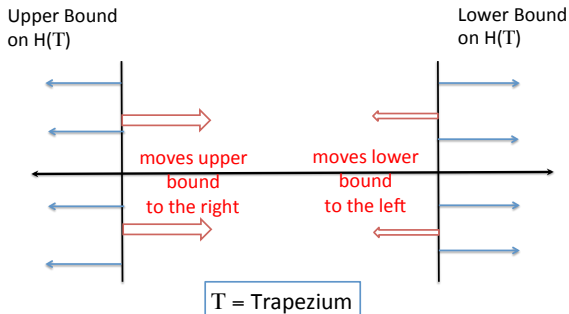 Upper Bound
on H(T)
Lower Bound
on H(T)
moves upper
bound
to the right
moves lower
bound
to the left
T = Trapezium